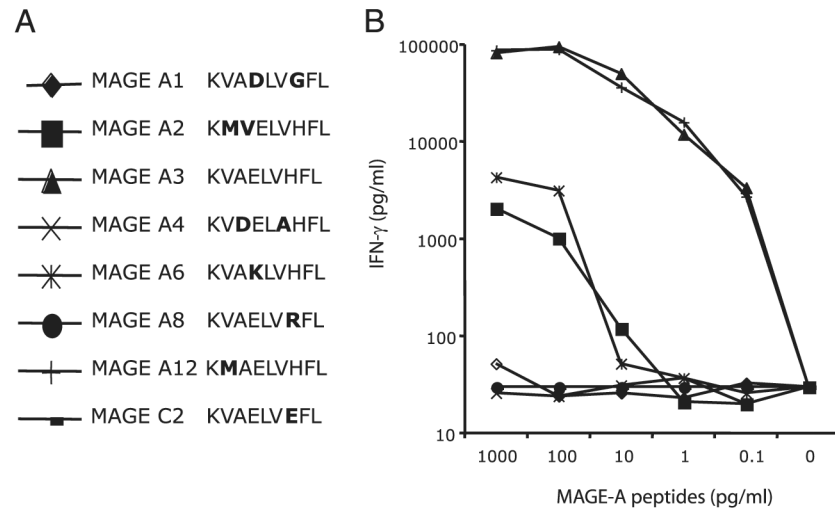 A
MAGE A1 KVADLVGFL
MAGE A2 KMVELVHFL
MAGE A3 KVAELVHFL
MAGE A4 KVDELAHFL
MAGE A6 KVAKLVHFL
MAGE A8 KVAELVRFL
MAGE A12 KMAELVHFL
MAGE C2 KVAELVEFL
B
IFN-γ (pg/ml)
100000
10000
1000
100
10
1000 100 10 1 0.1 0
MAGE-A peptides (pg/ml)